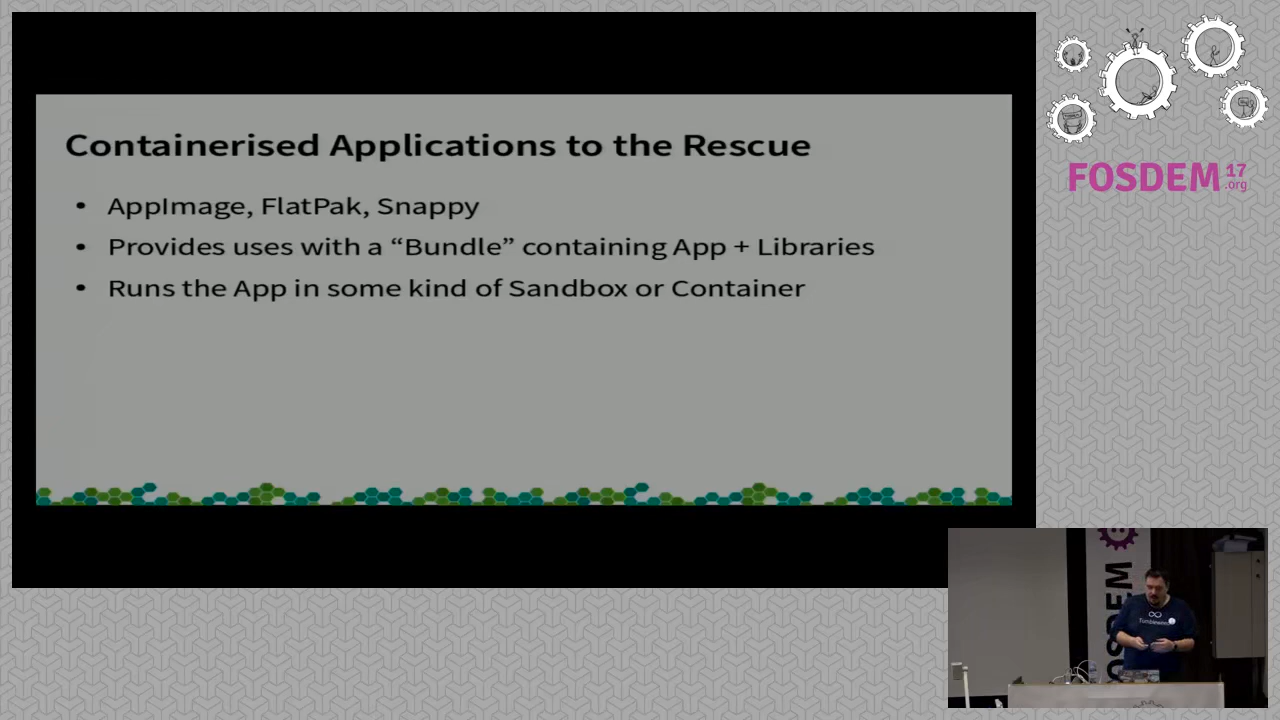 Containerised Applications to the Rescue
• AppImage, FlatPak, Snappy
• Provides uses with a “Bundle” containing App + Libraries
• Runs the App in some kind of Sandbox or Container
FOSDEM 17
.org